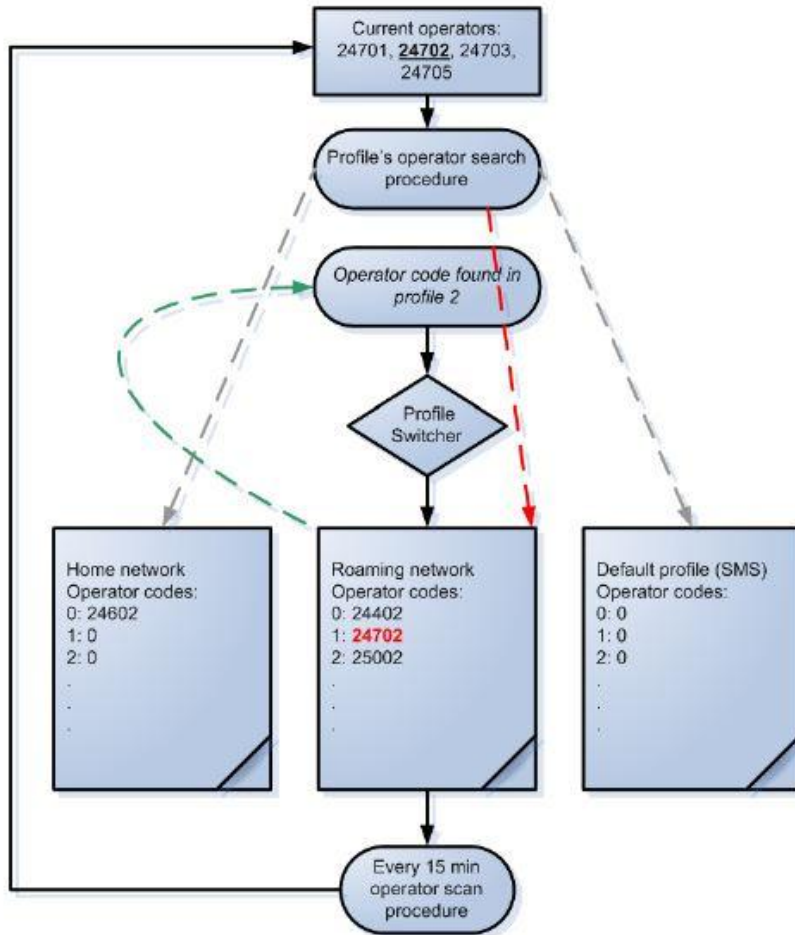 Current operators:
24701, 24702, 24703,
24705
Profile's operator search
procedure
Operator code found in
profile 2
Profile
Switcher
Home network
Operator codes:
0: 24602
1: 0
2: 0
.
.
.
Roaming network
Operator codes:
0: 24402
1: 24702
2: 25002
.
.
.
Default profile (SMS)
Operator codes:
0: 0
1: 0
2: 0
.
.
.
Every 15 min
operator scan
procedure